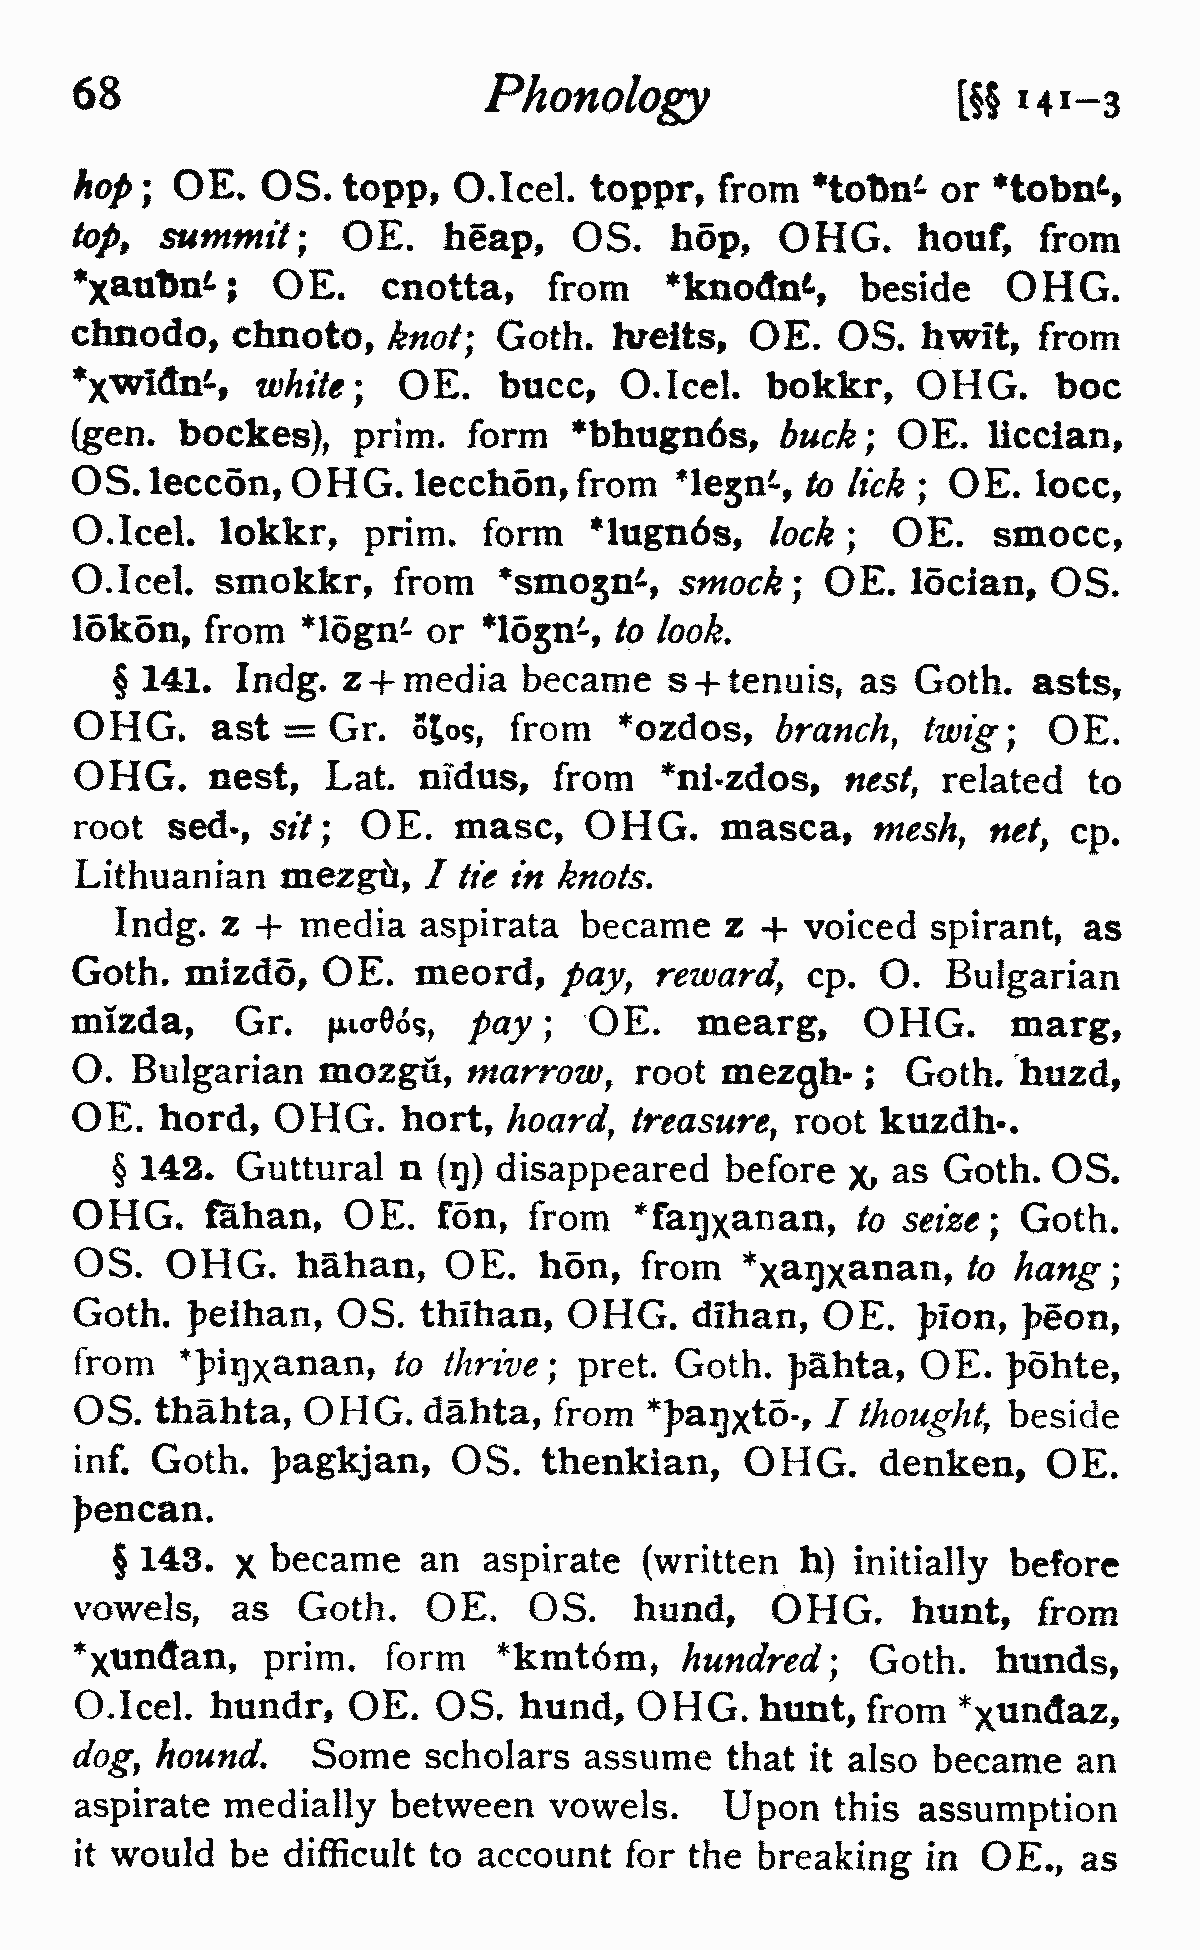 68 Phonology [§§ 141–3
hop; OE. OS. topp, O.Icel. toppr, from *toƀn´- or *tobn´-,
top, summit; OE. hēap, OS. hōp, OHG. houf, from
*χauƀn´-; OE. cnotta, from *knođn´-, beside OHG.
chnodo, chnoto, knot; Goth. ƕeits, OE. OS. hwīt, from
*χwīđn´-, white; OE. bucc, O.Icel. bokkr, OHG. boc
(gen. bockes), prim. form *bhugnós, buck; OE. liccian,
OS. leccōn, OHG. lecchōn, from *leʒn´-, to lick; OE. locc,
O.Icel. lokkr, prim. form *lugnós, lock; OE. smocc,
O.Icel. smokkr, from *smoʒn´-, smock; OE. lōcian, OS.
lōkōn, from *lōgn´- or *lōʒn´-, to look.
§ 141. Indg. z + media became s + tenuis, as Goth. asts,
OHG. ast = Gr. ὄζος, from *ozdos, branch, twig; OE.
OHG. nest, Lat. nīdus, from *ni-zdos, nest, related to
root sed-, sit; OE. masc, OHG. masca, mesh, net, cp.
Lithuanian mezgù, I tie in knots.
Indg. z + media aspirata became z + voiced spirant, as
Goth. mizdō, OE. meord, pay, reward, cp. O. Bulgarian
mĭzda, Gr. μισθός, pay; OE. mearg, OHG. marg,
O. Bulgarian mozgŭ, marrow, root mezgh-; Goth. huzd,
OE. hord, OHG. hort, hoard, treasure, root kuzdh-.
§ 142. Guttural n (ŋ) disappeared before χ, as Goth. OS.
OHG. fāhan, OE. fōn, from *faŋχanan, to seize; Goth.
OS. OHG. hāhan, OE. hōn, from *χaŋχanan, to hang;
Goth. þeihan, OS. thīhan, OHG. dīhan, OE. þīon, þēon,
from *þiŋχanan, to thrive; pret. Goth. þāhta, OE. þōhte,
OS. thāhta, OHG. dāhta, from *þaŋχtō-, I thought, beside
inf. Goth. þagkjan, OS. thenkian, OHG. denken, OE.
þencan.
§ 143. χ became an aspirate (written h) initially before
vowels, as Goth. OE. OS. hund, OHG. hunt, from
*χunđan, prim. form *kmtóm, hundred; Goth. hunds,
O.Icel. hundr, OE. OS. hund, OHG. hunt, from *χunđaz,
dog, hound. Some scholars assume that it also became an
aspirate medially between vowels. Upon this assumption
it would be difficult to account for the breaking in OE., as